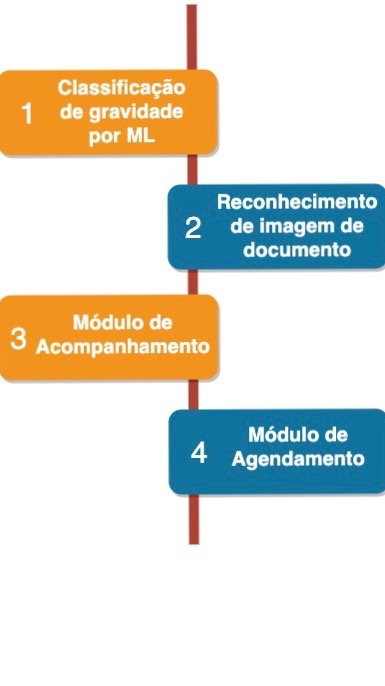 1
Classificação
de gravidade
por ML
2
Reconhecimento
de imagem de
documento
3
Módulo de
Acompanhamento
4
Módulo de
Agendamento